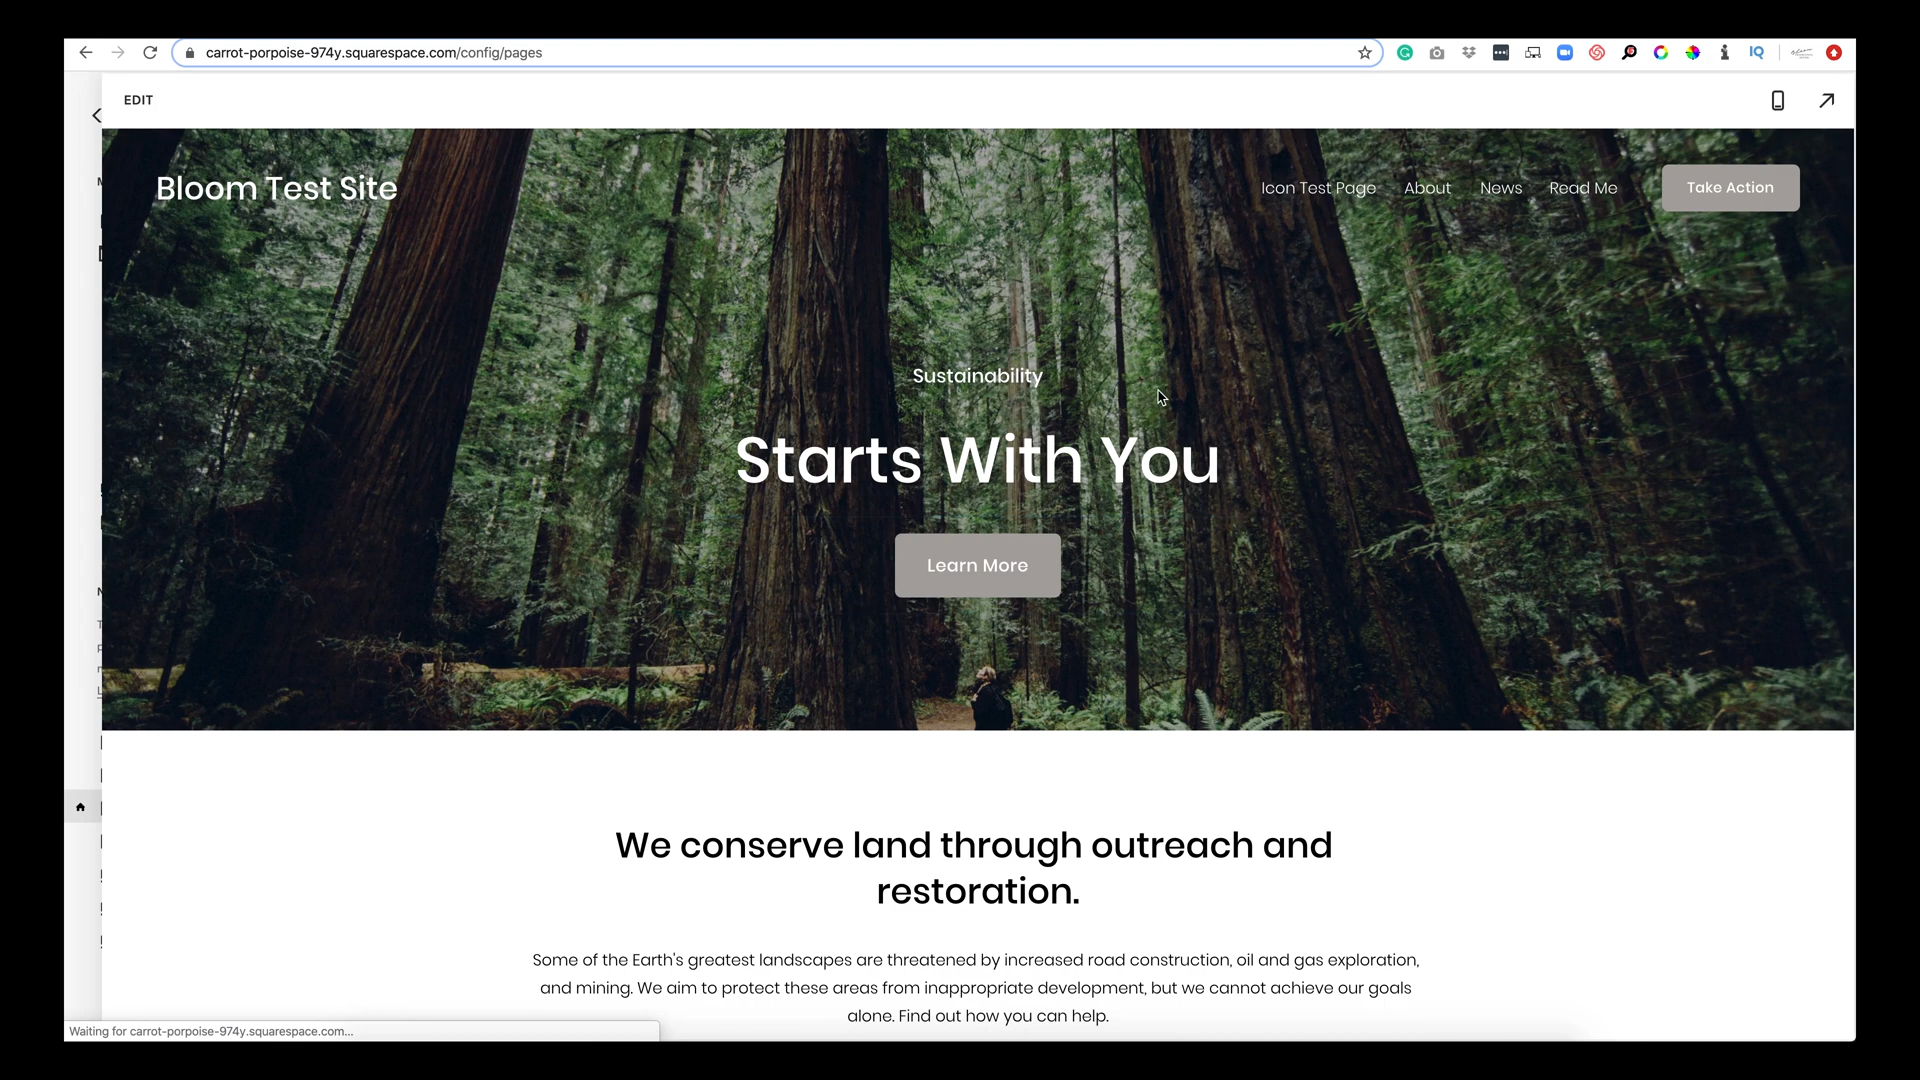 carrot-porpoise-974y.squarespace.com/config/pages
IQ
EDIT
Bloom Test Site
Icon Test Page
About
News
Read Me
Take Action
Sustainability
Starts With You
Learn More
We conserve land through outreach and
restoration.
Some of the Earth's greatest landscapes are threatened by increased road construction, oil and gas exploration,
and mining. We aim to protect these areas from inappropriate development, but we cannot achieve our goals
alone. Find out how you can help.
Waiting for carrot-porpoise-974y.squarespace.com...